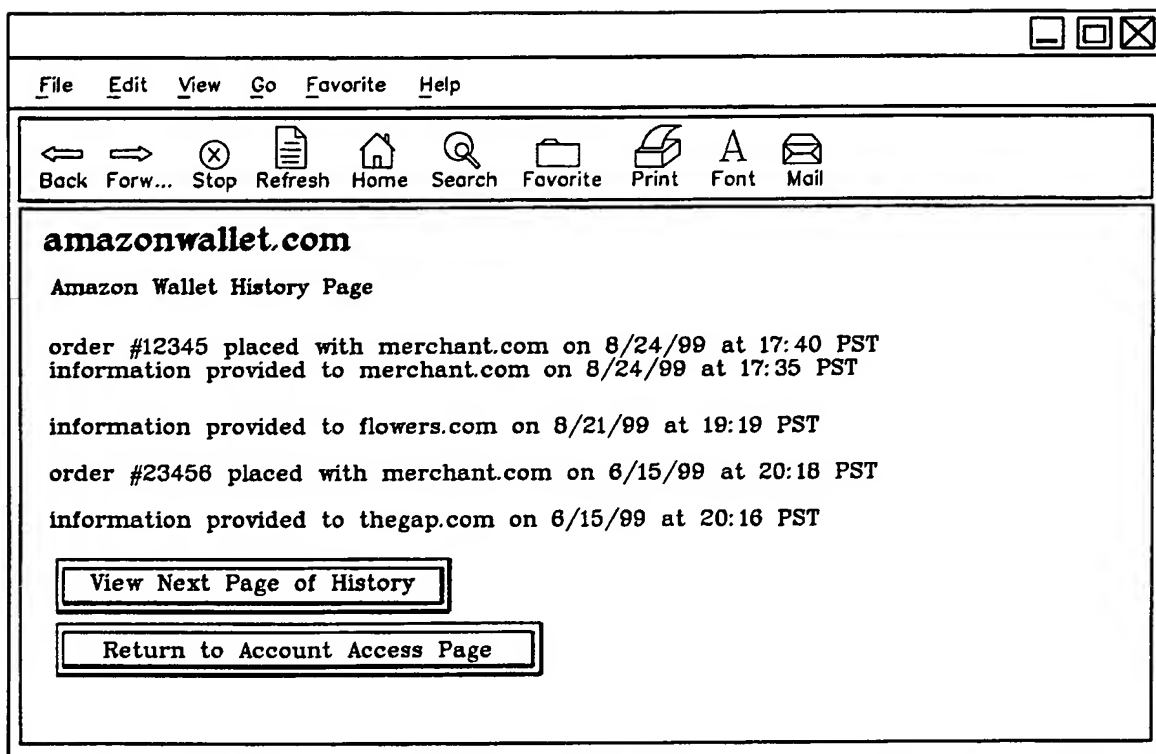 File Edit View Go Favorite Help
Back Forw... Stop Refresh Home Search Favorite Print Font Mail
amazonwallet.com
Amazon Wallet History Page
order #12345 placed with merchant.com on 8/24/99 at 17:40 PST
information provided to merchant.com on 8/24/99 at 17:35 PST
information provided to flowers.com on 8/21/99 at 19:19 PST
order #23456 placed with merchant.com on 6/15/99 at 20:18 PST
information provided to thegap.com on 6/15/99 at 20:16 PST
View Next Page of History
Return to Account Access Page